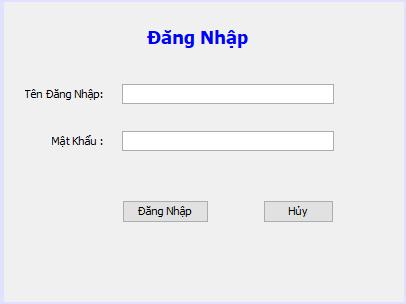 Đăng Nhập
Tên Đăng Nhập:
Mật Khẩu :
Đăng Nhập
Hủy